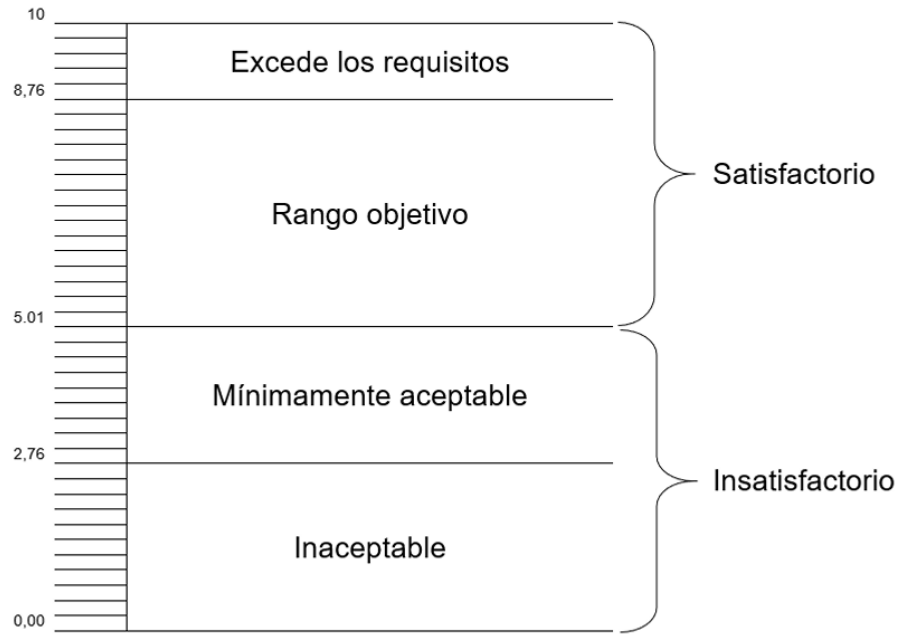 10
Excede los requisitos
8,76
Satisfactorio
Rango objetivo
5.01
Mínimamente aceptable
2,76
Insatisfactorio
Inaceptable
0,00